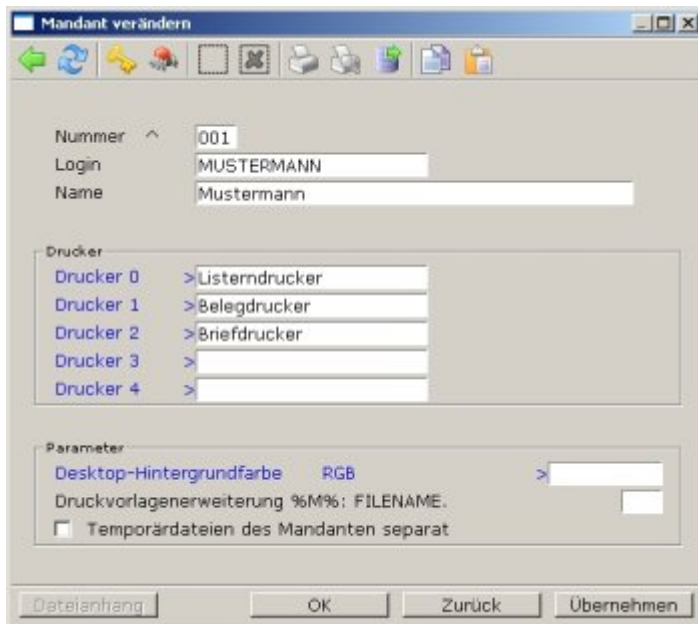 Mandant verändern
Nummer ^ 001
Login MUSTERMANN
Name Mustermann
Drucker
Drucker 0 >Listerndrucker
Drucker 1 >Belegdrucker
Drucker 2 >Briefdrucker
Drucker 3 >
Drucker 4 >
Parameter
Desktop-Hintergrundfarbe RGB >
Druckvorlagenerweiterung %M%: FILENAME.
Temporärdateien des Mandanten separat
Dateianhang OK Zurück Übernehmen